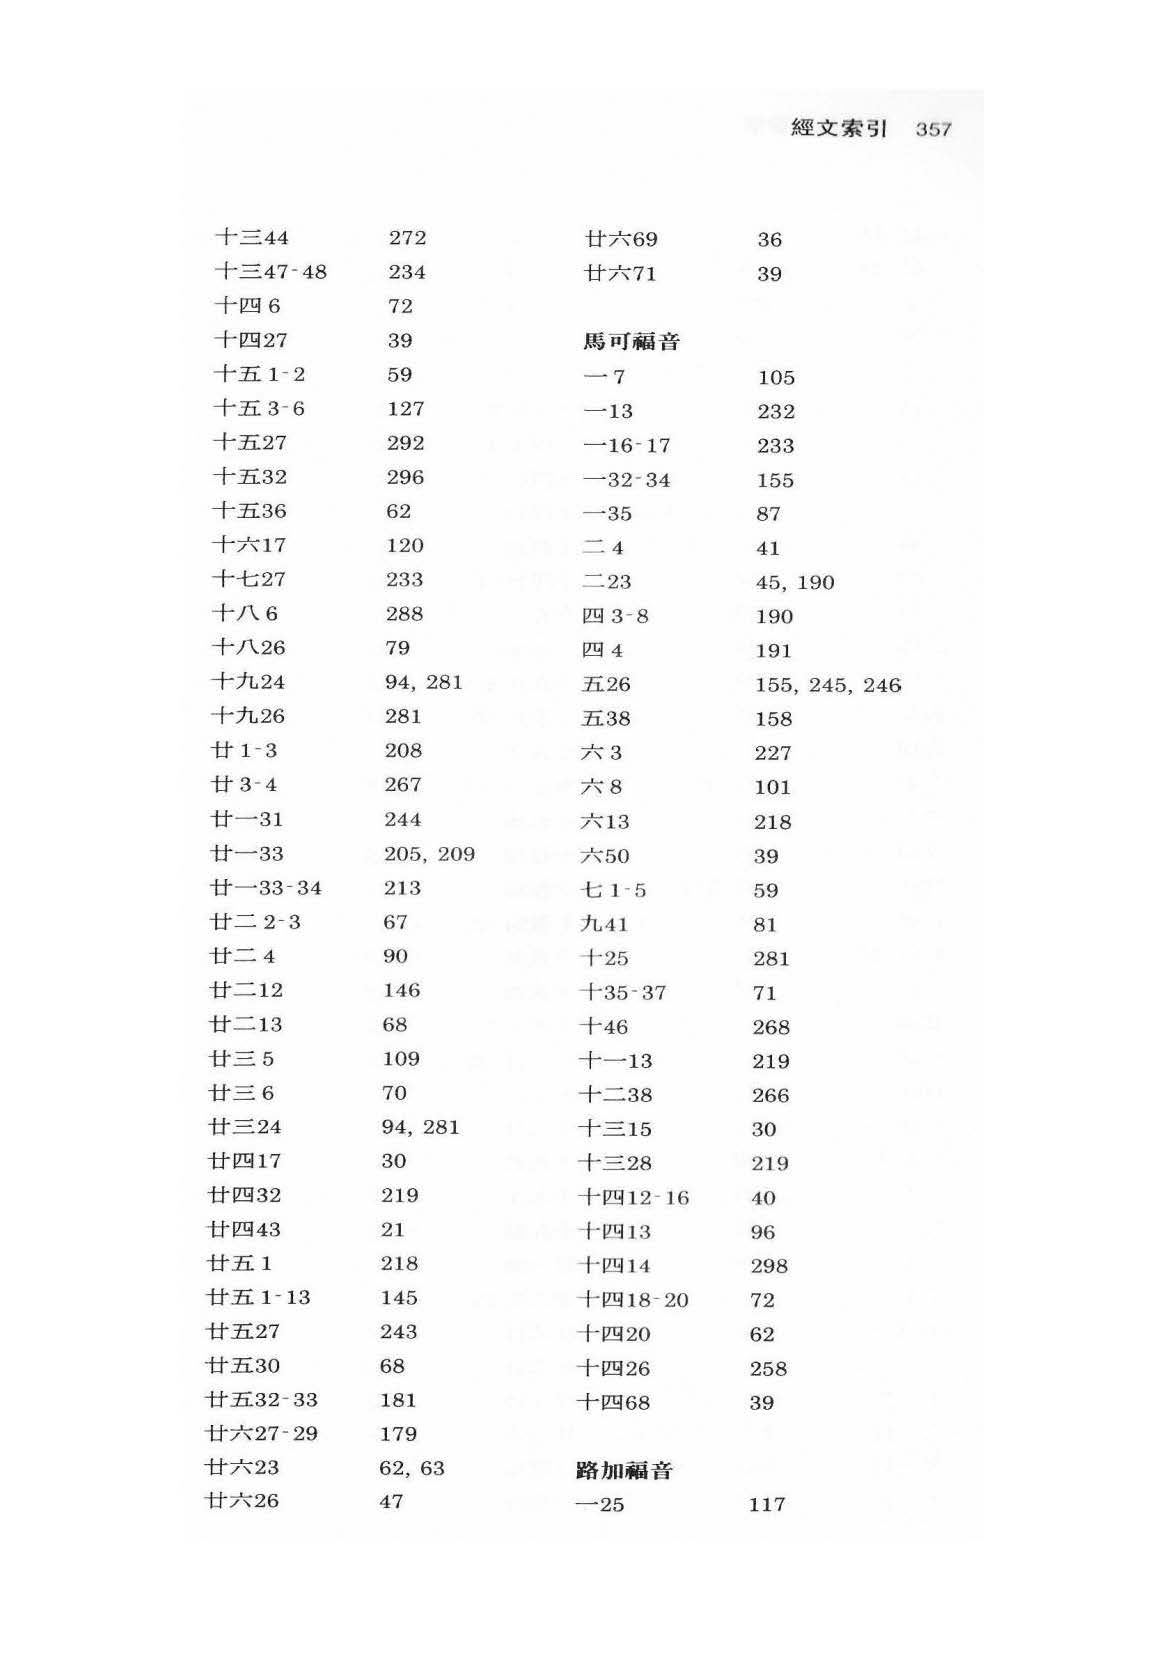 經文索引 357
十三44 272
十三47-48 234
十四 6 72
十四27 39
十五 1-2 59
十五 3-6 127
十五27 292
十五32 296
十五36 62
十六17 120
十七27 233
十八 6 288
十八26 79
十九24 94, 281
十九26 281
廿 1-3 208
廿 3-4 267
廿一31 244
廿一33 205, 209
廿一33-34 213
廿二 2-3 67
廿二 4 90
廿二12 146
廿二13 68
廿三 5 109
廿三 6 70
廿三24 94, 281
廿四17 30
廿四32 219
廿四43 21
廿五 1 218
廿五 1-13 145
廿五27 243
廿五30 68
廿五32-33 181
廿六27-29 179
廿六23 62, 63
廿六26 47
廿六69 36
廿六71 39
馬可福音
一 7 105
一13 232
一16-17 233
一32-34 155
一35 87
二 4 41
二23 45, 190
四 3-8 190
四 4 191
五26 155, 245, 246
五38 158
六 3 227
六 8 101
六13 218
六50 39
七 1-5 59
九41 81
十25 281
十35-37 71
十46 268
十一13 219
十二38 266
十三15 30
十三28 219
十四12-16 40
十四13 96
十四14 298
十四18-20 72
十四20 62
十四26 258
十四68 39
路加福音
一25 117